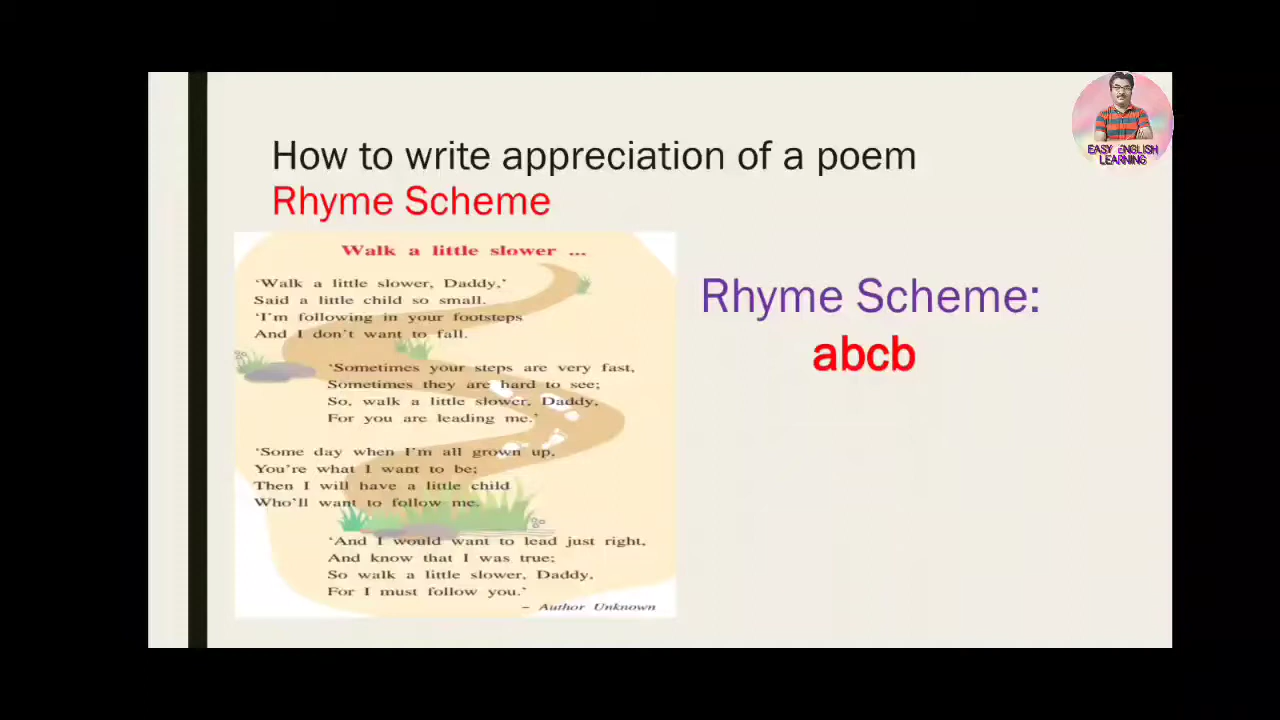 EASY ENGLISH
LEARNING
How to write appreciation of a poem
Rhyme Scheme
Walk a little slower ...
'Walk a little slower, Daddy,'
Said a little child so small.
'I'm following in your footsteps
And I don't want to fall.
'Sometimes your steps are very fast,
Sometimes they are hard to see;
So, walk a little slower, Daddy,
For you are leading me.'
'Some day when I'm all grown up,
You're what I want to be;
Then I will have a little child
Who'll want to follow me.
'And I would want to lead just right,
And know that I was true;
So walk a little slower, Daddy,
For I must follow you.'
– Author Unknown
Rhyme Scheme:
abcb